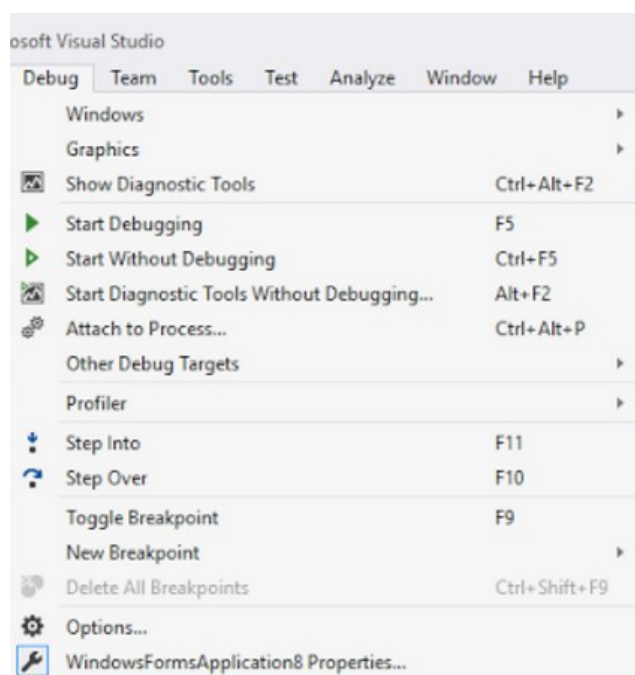 osoft Visual Studio
Debug Team Tools Test Analyze Window Help
Windows
Graphics
Show Diagnostic Tools Ctrl+Alt+F2
Start Debugging F5
Start Without Debugging Ctrl+F5
Start Diagnostic Tools Without Debugging... Alt+F2
Attach to Process... Ctrl+Alt+P
Other Debug Targets
Profiler
Step Into F11
Step Over F10
Toggle Breakpoint F9
New Breakpoint
Delete All Breakpoints Ctrl+Shift+F9
Options...
WindowsFormsApplication8 Properties...